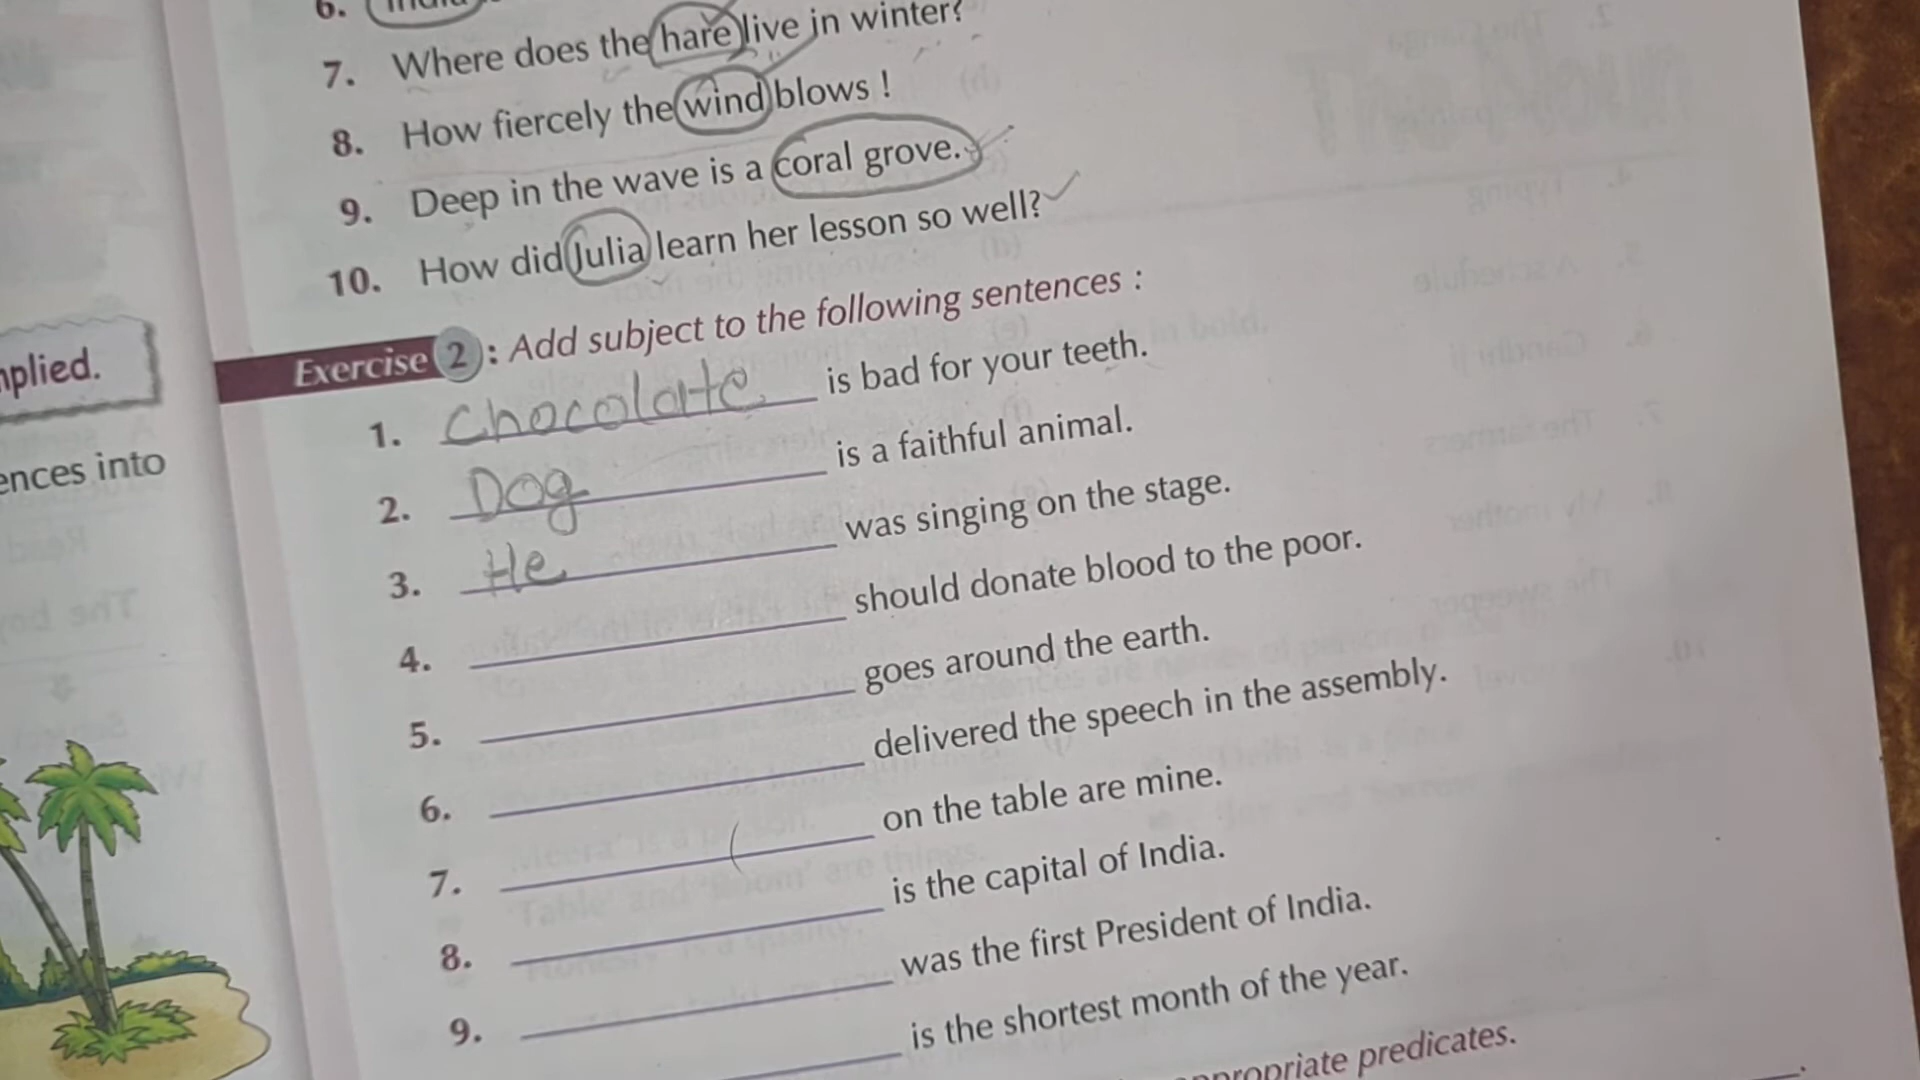 6. India
7. Where does the hare live in winter?
8. How fiercely the wind blows !
9. Deep in the wave is a coral grove.
10. How did Julia learn her lesson so well?
Exercise 2 : Add subject to the following sentences :
1. Chocolate is bad for your teeth.
2. Dog is a faithful animal.
3. He was singing on the stage.
4. should donate blood to the poor.
5. goes around the earth.
6. delivered the speech in the assembly.
7. on the table are mine.
8. is the capital of India.
9. was the first President of India.
is the shortest month of the year.
predicates.
mplied.
ences into